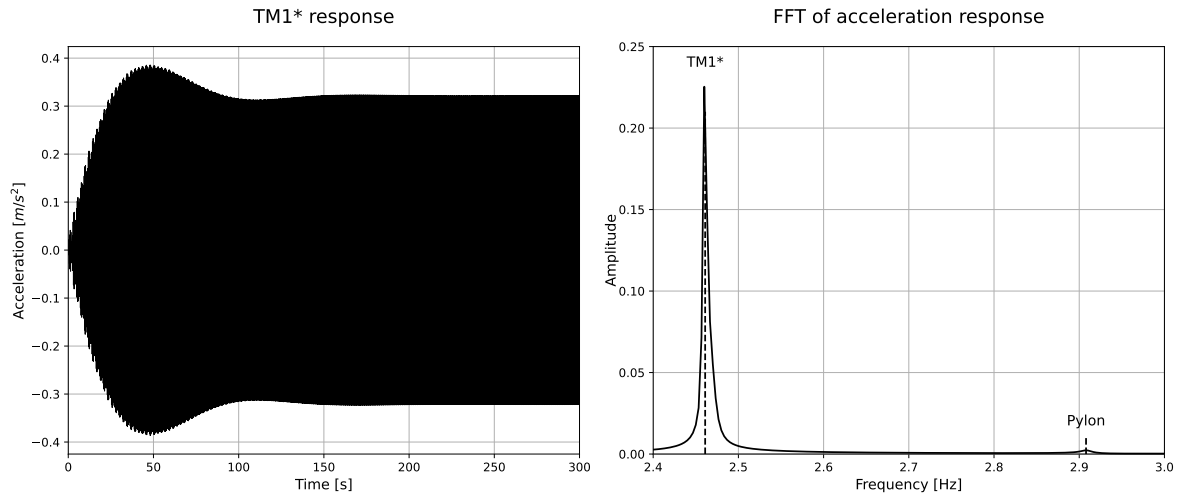 TM1* response
0.4
0.3
0.2
0.1
0.0
−0.1
−0.2
−0.3
−0.4
Acceleration [m/s²]
0 50 100 150 200 250 300
Time [s]
FFT of acceleration response
0.25
0.20
0.15
0.10
0.05
0.00
Amplitude
TM1*
Pylon
2.4 2.5 2.6 2.7 2.8 2.9 3.0
Frequency [Hz]